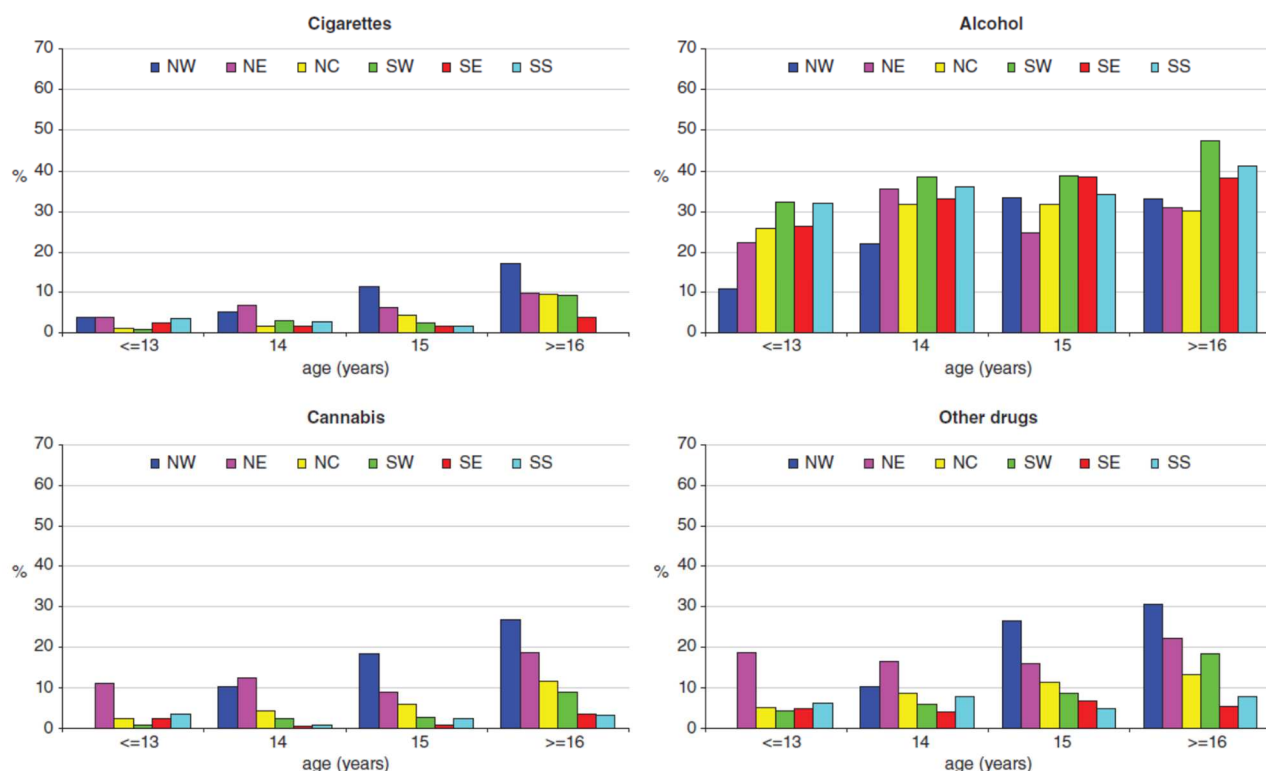 Cigarettes
70
60
50
40
30
20
10
0
%
NW NE NC SW SE SS
<=13 14 15 >=16
age (years)
Alcohol
70
60
50
40
30
20
10
0
%
NW NE NC SW SE SS
<=13 14 15 >=16
age (years)
Cannabis
70
60
50
40
30
20
10
0
%
NW NE NC SW SE SS
<=13 14 15 >=16
age (years)
Other drugs
70
60
50
40
30
20
10
0
%
NW NE NC SW SE SS
<=13 14 15 >=16
age (years)